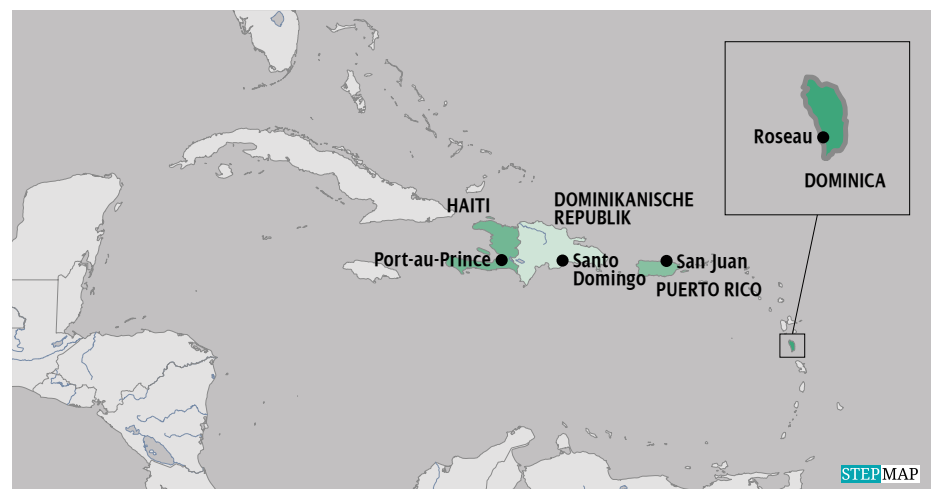 Roseau
DOMINICA
HAITI
DOMINIKANISCHE
REPUBLIK
Port-au-Prince
Santo
Domingo
San Juan
PUERTO RICO
STEPMAP